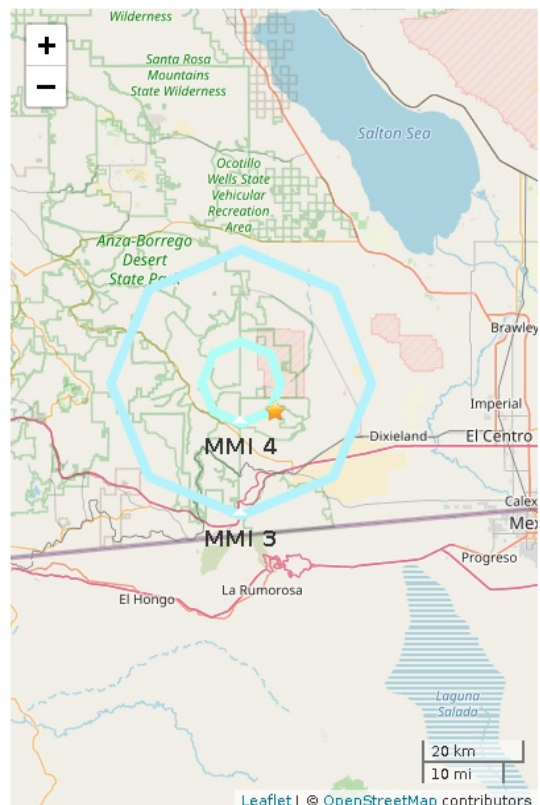 +
−
Wilderness
Santa Rosa
Mountains
State Wilderness
Salton Sea
Ocotillo
Wells State
Vehicular
Recreation
Area
Anza-Borrego
Desert
State Park
Brawley
Imperial
MMI 4
Dixieland
El Centro
Calex
Mex
MMI 3
Progreso
El Hongo
La Rumorosa
Laguna
Salada
20 km
10 mi
Leaflet | © OpenStreetMap contributors